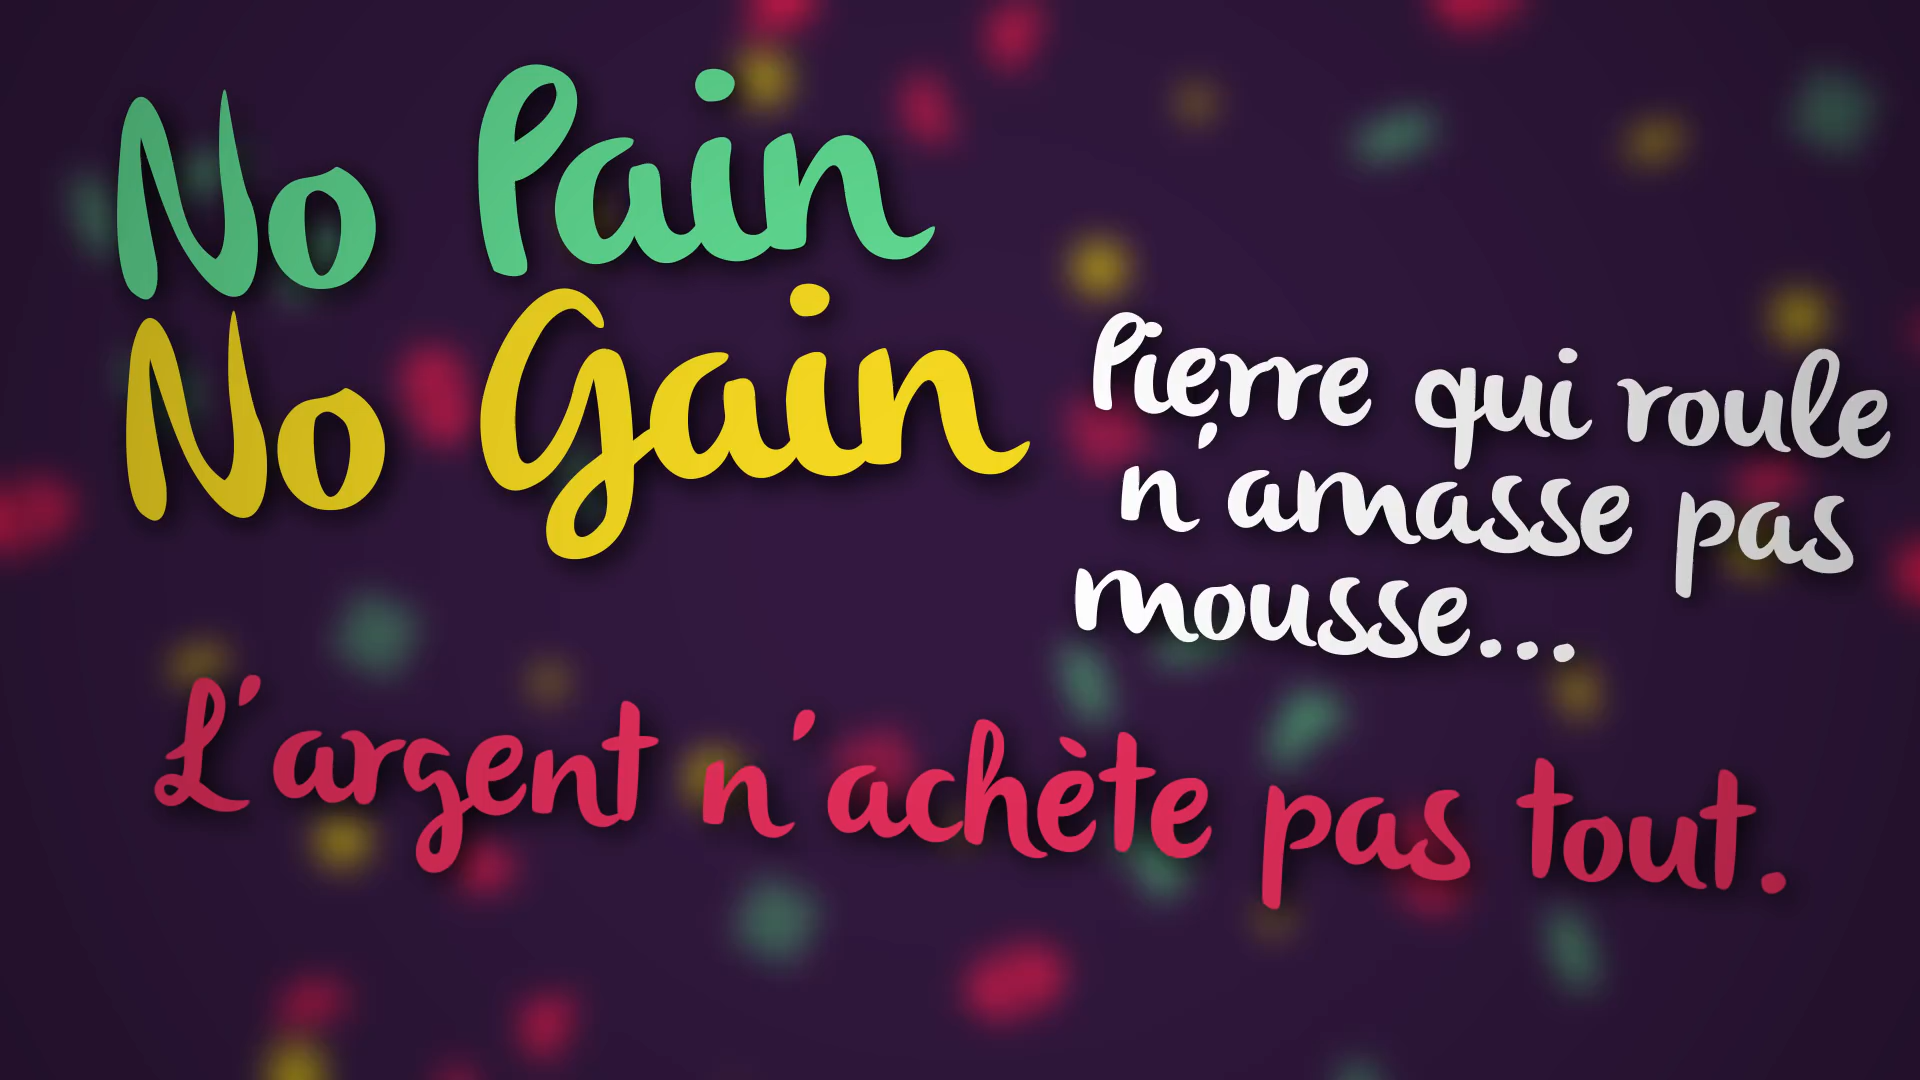 No Pain
No Gain
Pierre qui roule
n'amasse pas
mousse...
L'argent n'achète pas tout.